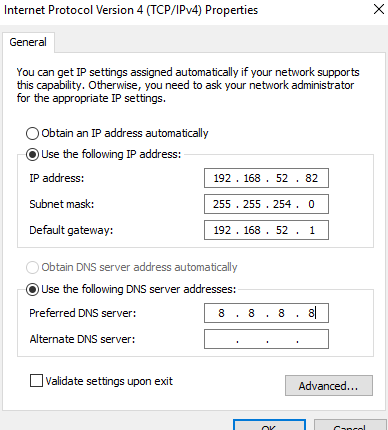 Internet Protocol Version 4 (TCP/IPv4) Properties
General
You can get IP settings assigned automatically if your network supports
this capability. Otherwise, you need to ask your network administrator
for the appropriate IP settings.
Obtain an IP address automatically
Use the following IP address:
IP address: 192 . 168 . 52 . 82
Subnet mask: 255 . 255 . 254 . 0
Default gateway: 192 . 168 . 52 . 1
Obtain DNS server address automatically
Use the following DNS server addresses:
Preferred DNS server: 8 . 8 . 8 . 8
Alternate DNS server: . . .
Validate settings upon exit
Advanced...
OK Cancel